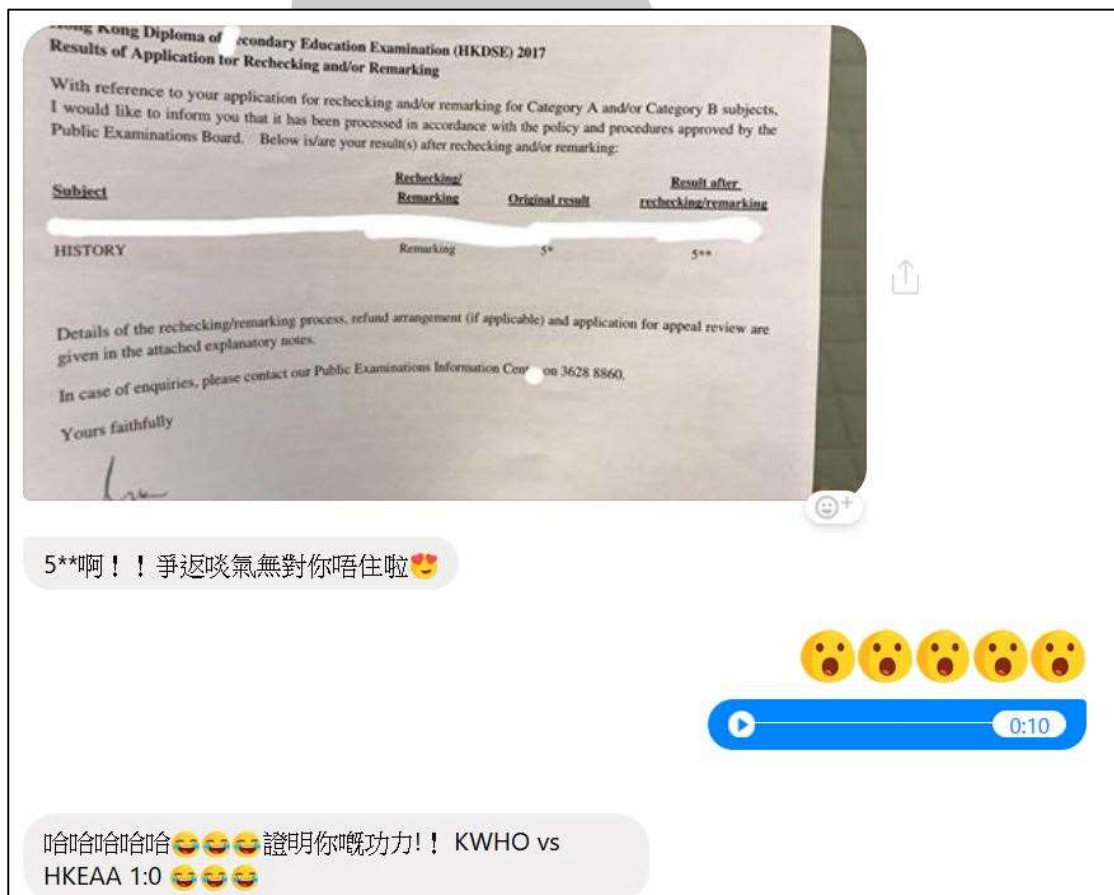 Kong Diploma of econdary Education Examination (HKDSE) 2017
Results of Application for Rechecking and/or Remarking
With reference to your application for rechecking and/or remarking for Category A and/or Category B subjects,
I would like to inform you that it has been processed in accordance with the policy and procedures approved by the
Public Examinations Board. Below is/are your result(s) after rechecking and/or remarking:
Subject Rechecking/ Remarking Original result Result after rechecking/remarking
HISTORY Remarking 5* 5**
Details of the rechecking/remarking process, refund arrangement (if applicable) and application for appeal review are
given in the attached explanatory notes.
In case of enquiries, please contact our Public Examinations Information Cent on 3628 8860.
Yours faithfully
5**啊！！爭返啖氣無對你唔住啦😍
😮😮😮😮😮
0:10
哈哈哈哈哈😂😂😂證明你嘅功力!！ KWHO vs
HKEAA 1:0 😂😂😂